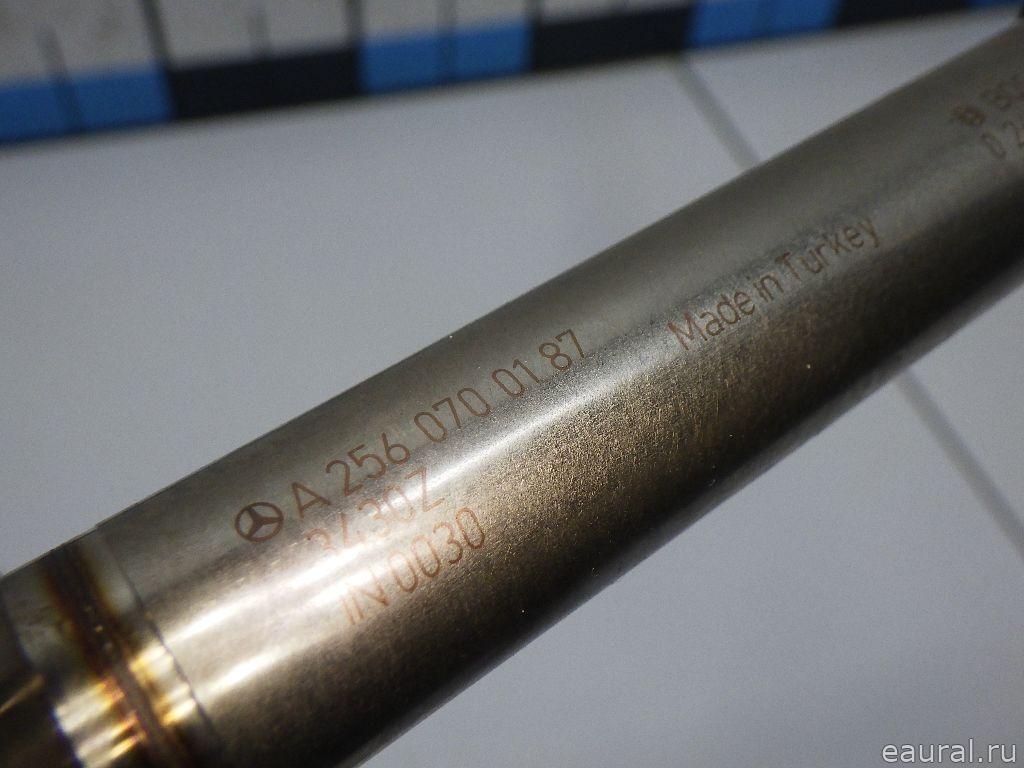 A 256 070 01 87
3430Z
IN 0030
Made in Turkey
eaural.ru